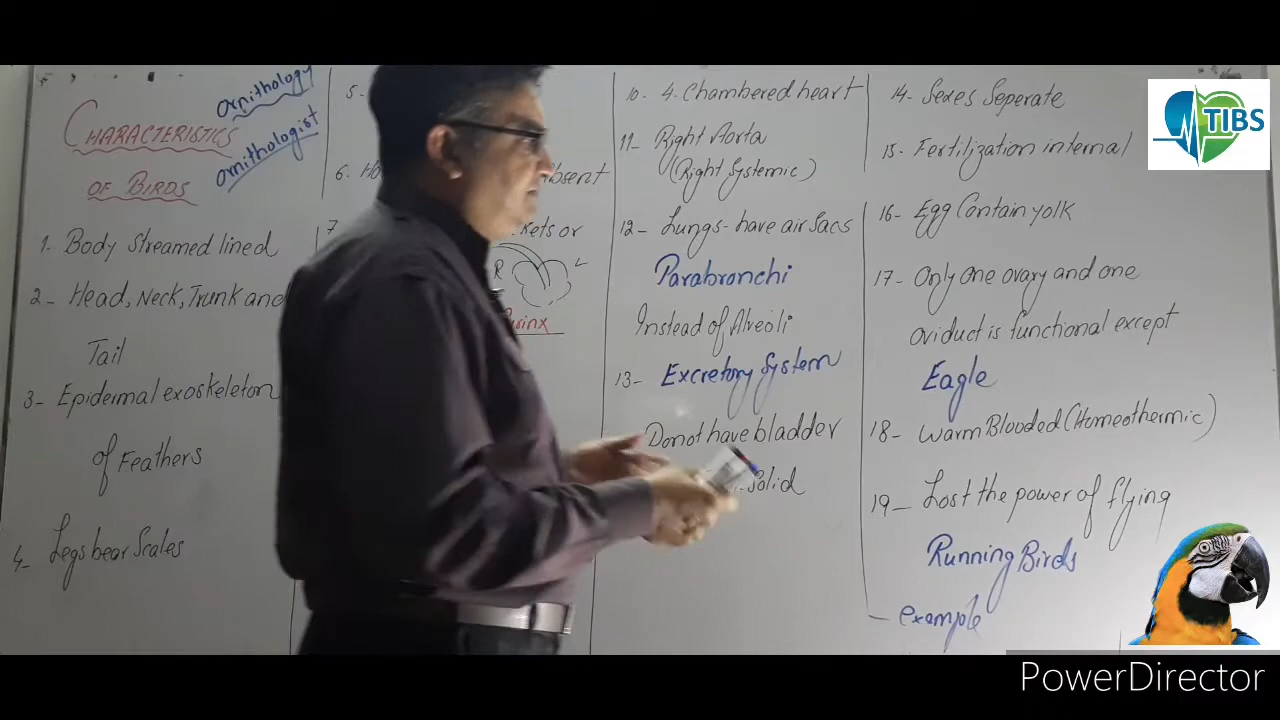 CHARACTERISTICS
OF BIRDS
Ornithology
Ornithologist
1- Body Streamed lined
2- Head, Neck, Trunk and
Tail
3- Epidermal exoskeleton
of Feathers
4- Legs bear Scales
5-
6- absent
7
kets or
R L
10- 4-Chambered heart
11- Right Aorta
(Right Systemic)
12- Lungs-have air Sacs
Parabronchi
Instead of Alveoli
13- Excretory System
Donot have bladder
Solid
14- Sexes Seperate
15- Fertilization internal
16- Egg Contain yolk
17- Only one ovary and one
oviduct is functional except
Eagle
18- Warm Blooded (Homeothermic)
19- Lost the power of flying
Running Birds
- example
TIBS
PowerDirector